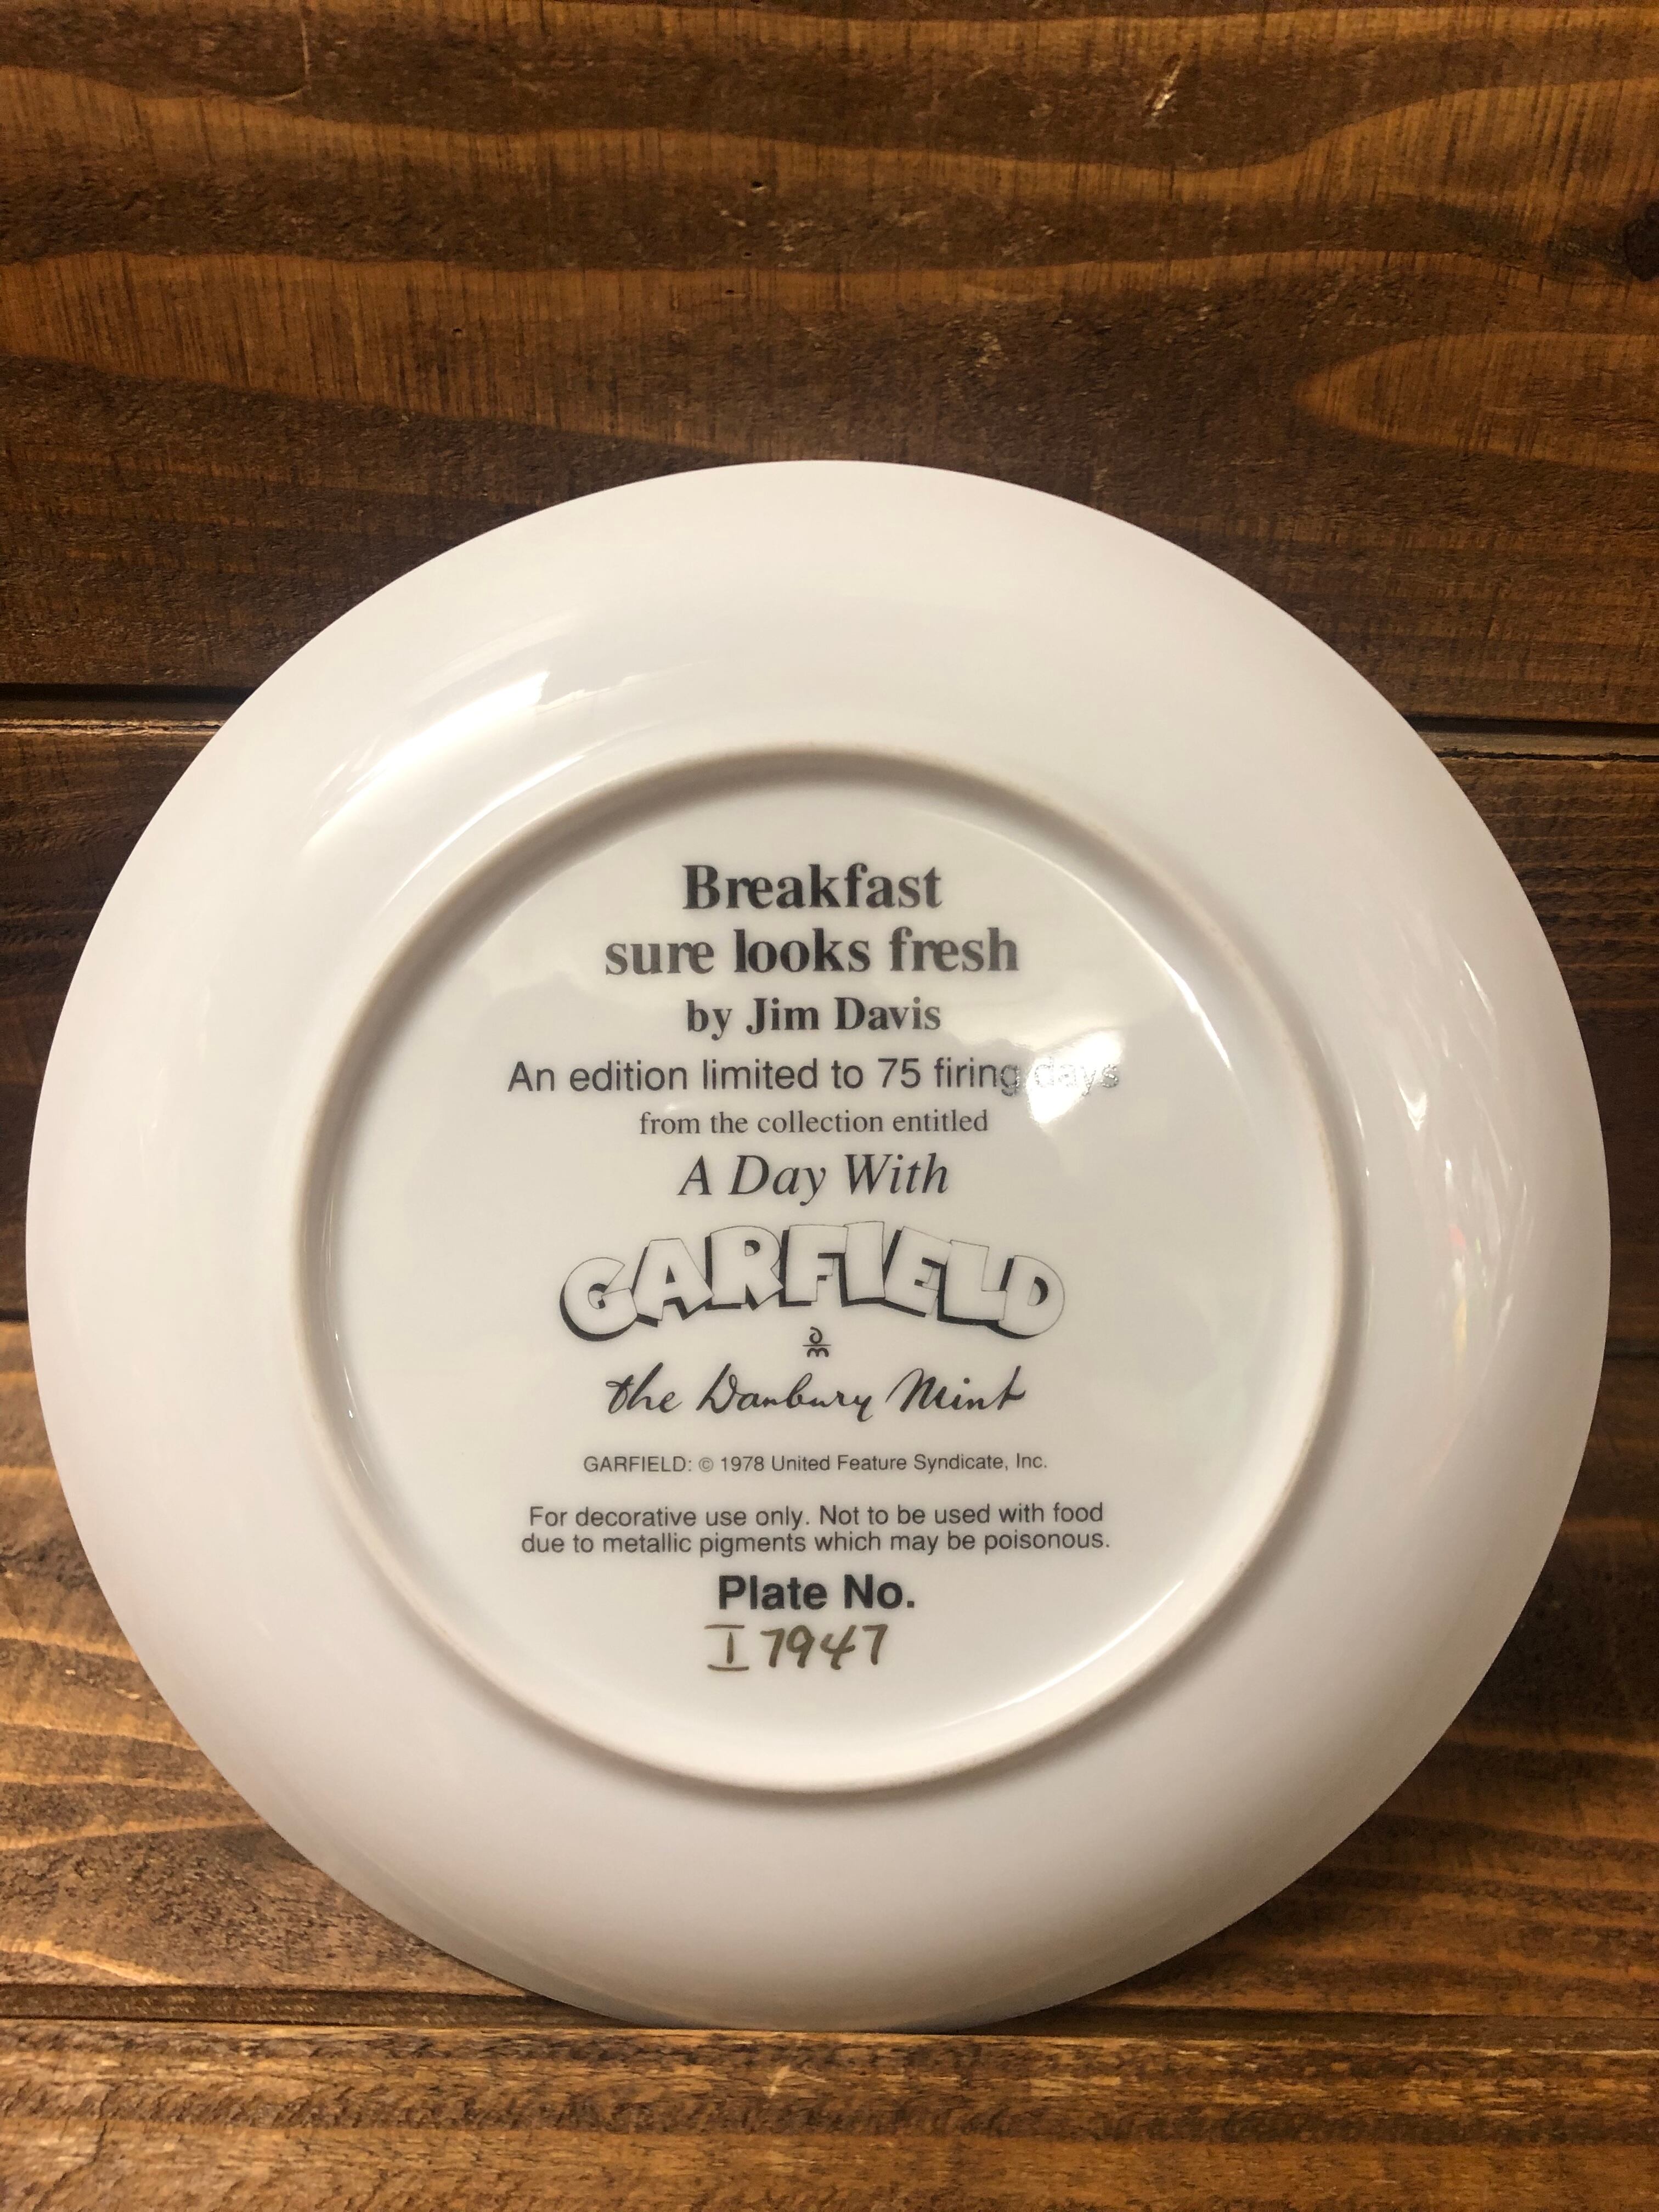 Breakfast
sure looks fresh
by Jim Davis
An edition limited to 75 firing days
from the collection entitled
A Day With
GARFIELD
dm
the Danbury Mint
GARFIELD: © 1978 United Feature Syndicate, Inc.
For decorative use only. Not to be used with food
due to metallic pigments which may be poisonous.
Plate No.
I7947